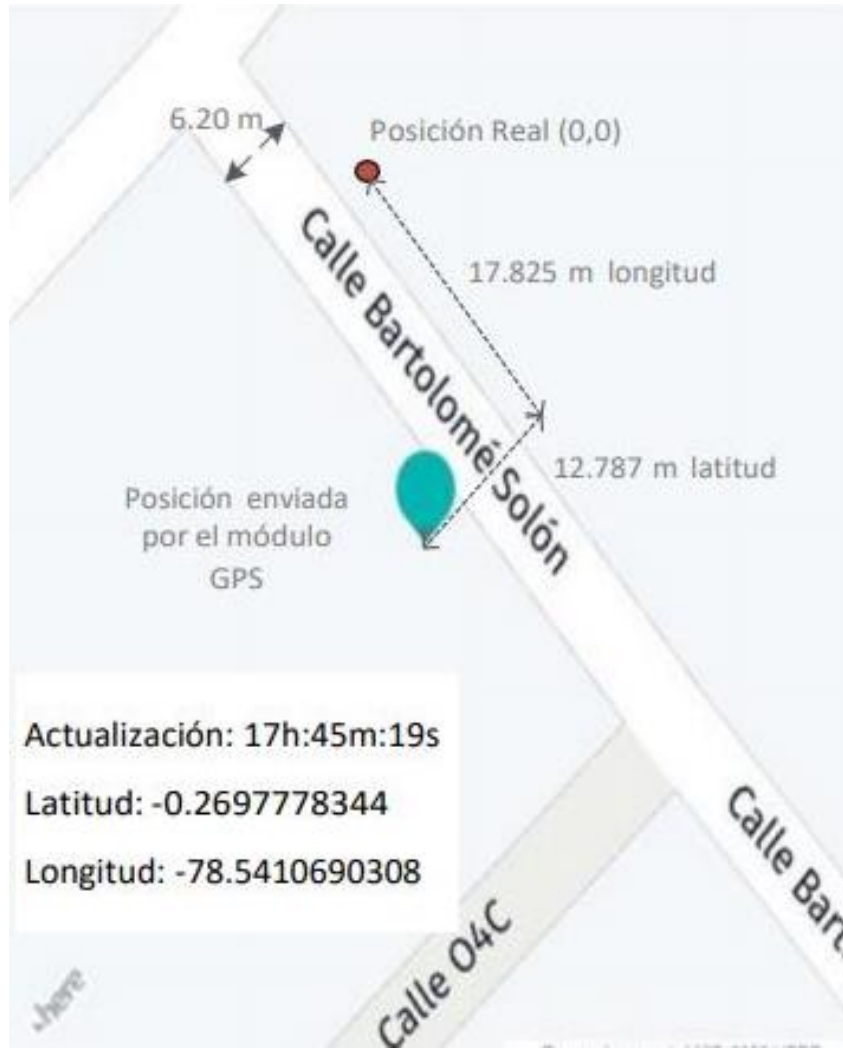 6.20 m
Posición Real (0,0)
17.825 m longitud
Calle Bartolomé Solón
12.787 m latitud
Posición enviada
por el módulo
GPS
Actualización: 17h:45m:19s
Latitud: -0.2697778344
Longitud: -78.5410690308
Calle Bart
Calle O4C
here